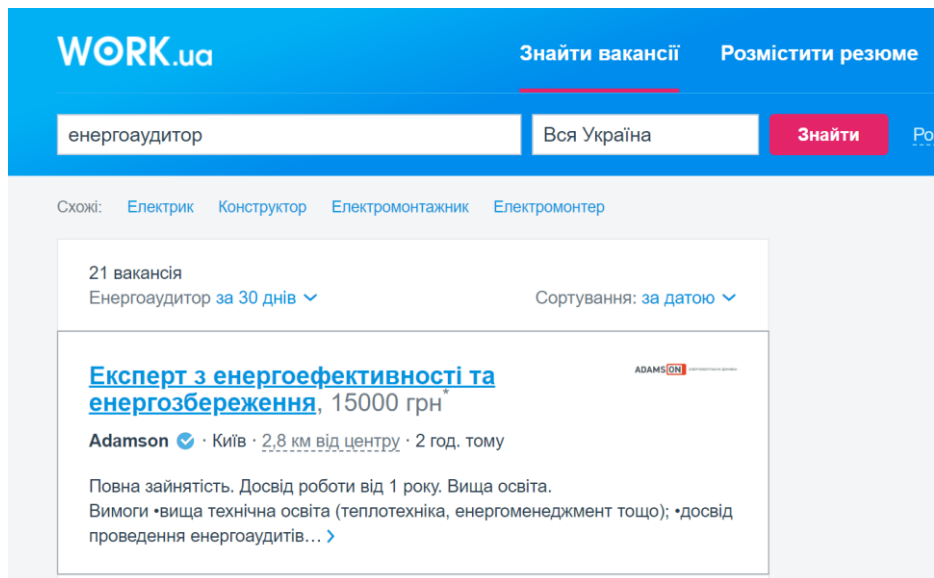 WORK.ua
Знайти вакансії Розмістити резюме
енергоаудитор Вся Україна Знайти Ро
Схожі: Електрик Конструктор Електромонтажник Електромонтер
21 вакансія
Енергоаудитор за 30 днів Сортування: за датою
Експерт з енергоефективності та
енергозбереження, 15000 грн*
ADAMSON
Adamson · Київ · 2,8 км від центру · 2 год. тому
Повна зайнятість. Досвід роботи від 1 року. Вища освіта.
Вимоги •вища технічна освіта (теплотехніка, енергоменеджмент тощо); •досвід
проведення енергоаудитів…